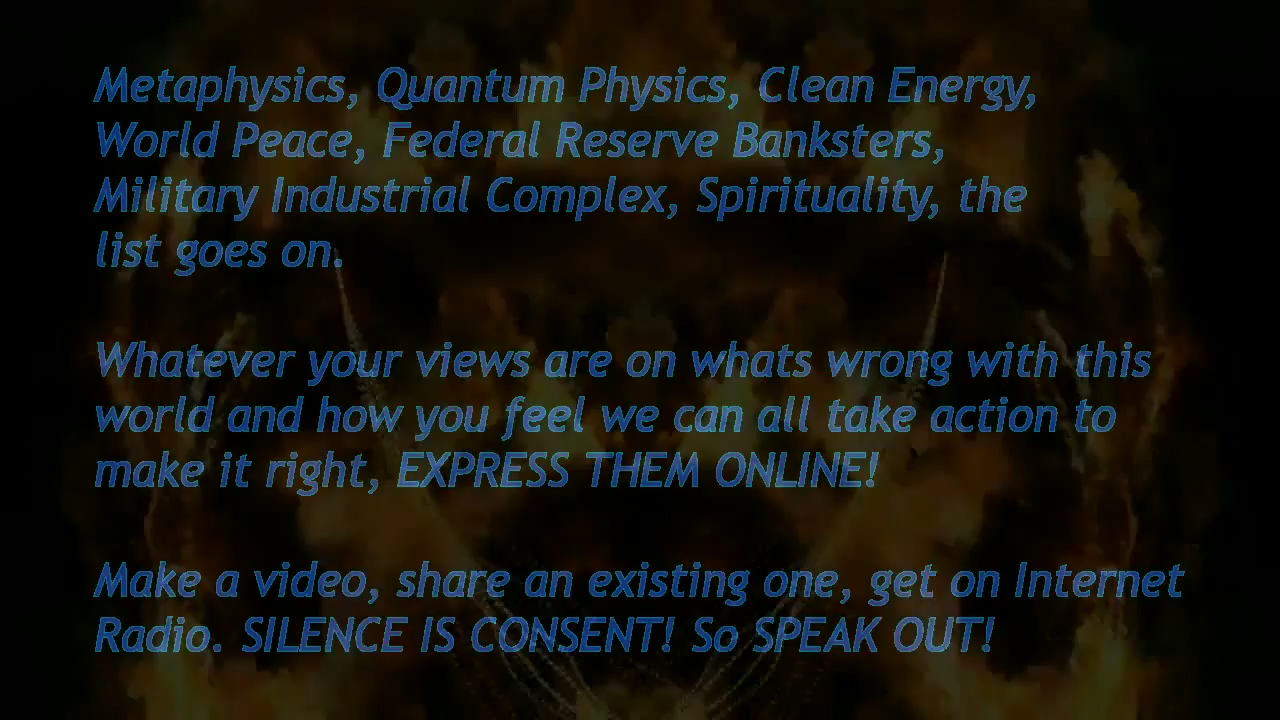 Metaphysics, Quantum Physics, Clean Energy,
World Peace, Federal Reserve Banksters,
Military Industrial Complex, Spirituality, the
list goes on.
Whatever your views are on whats wrong with this
world and how you feel we can all take action to
make it right, EXPRESS THEM ONLINE!
Make a video, share an existing one, get on Internet
Radio. SILENCE IS CONSENT! So SPEAK OUT!